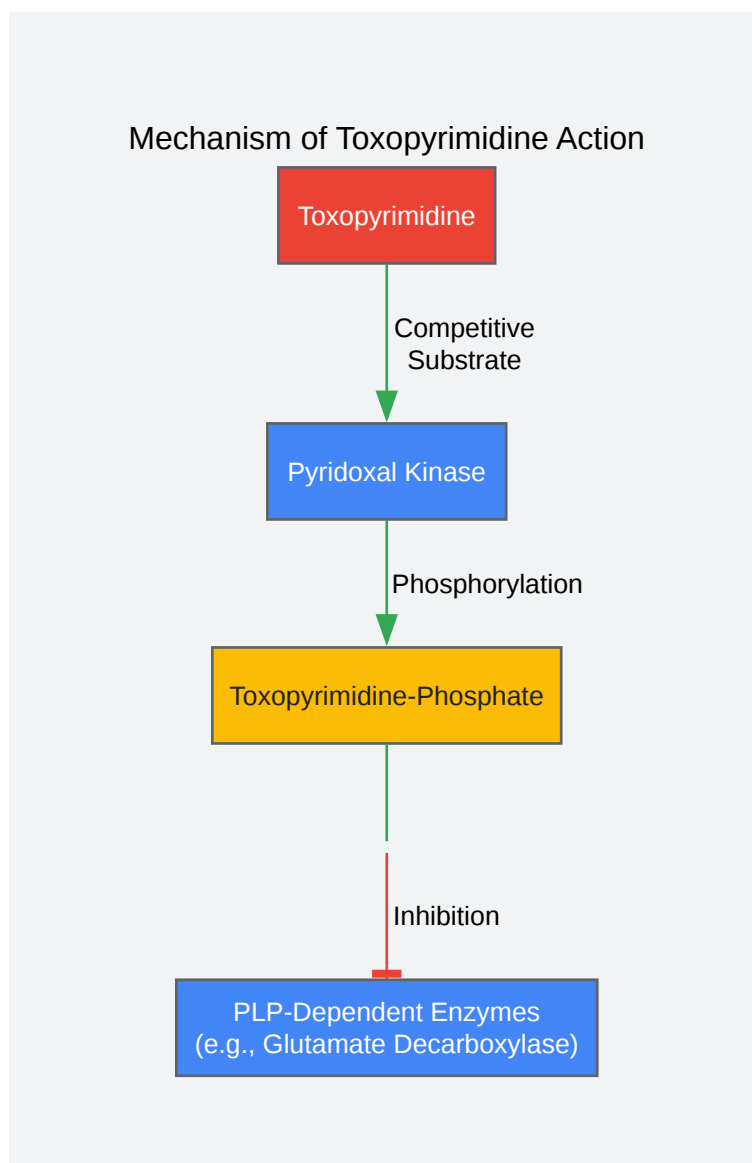 Mechanism of Toxopyrimidine Action
Toxopyrimidine
Competitive
Substrate
Pyridoxal Kinase
Phosphorylation
Toxopyrimidine-Phosphate
Inhibition
PLP-Dependent Enzymes
(e.g., Glutamate Decarboxylase)